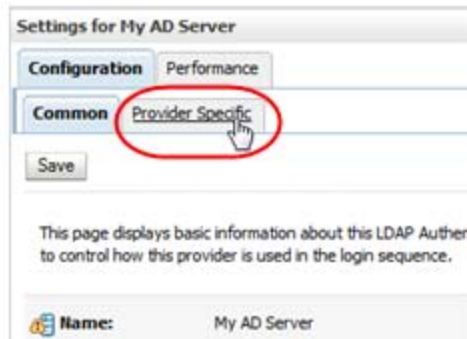 Settings for My AD Server
Configuration Performance
Common Provider Specific
Save
This page displays basic information about this LDAP
to control how this provider is used in the login sequence.
Name: My AD Server